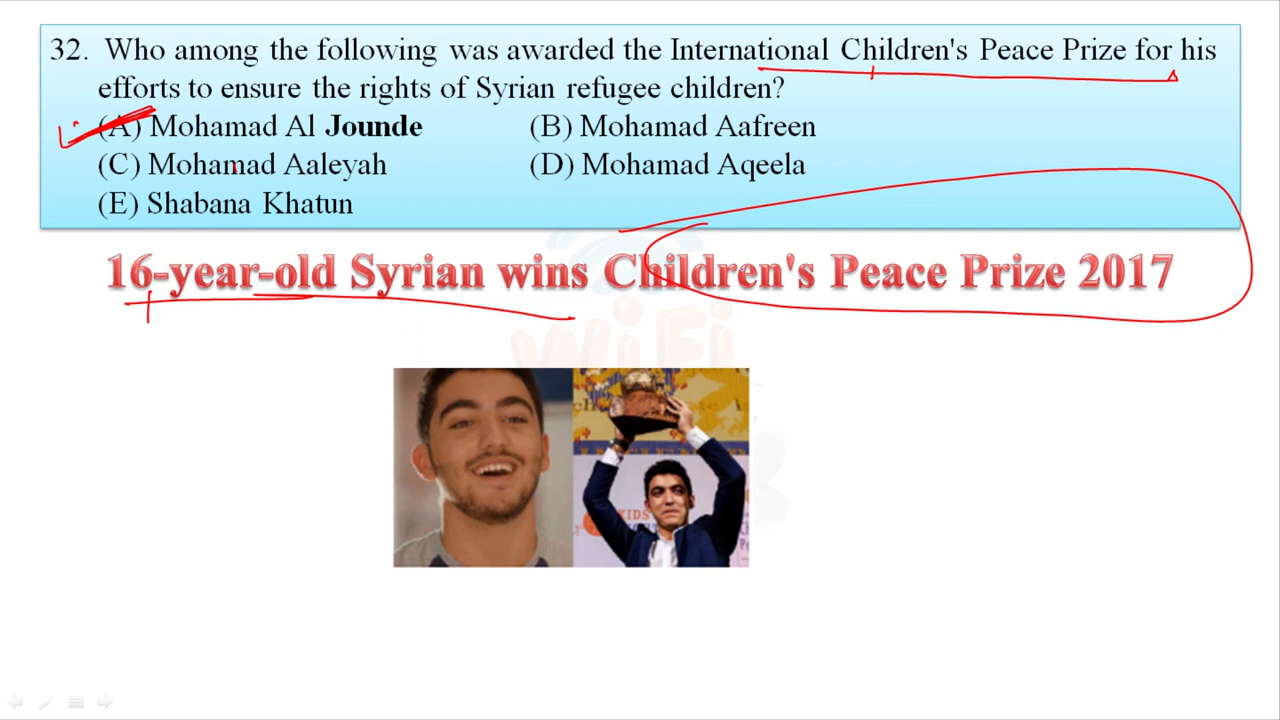 32. Who among the following was awarded the International Children's Peace Prize for his
efforts to ensure the rights of Syrian refugee children?
(A) Mohamad Al Jounde (B) Mohamad Aafreen
(C) Mohamad Aaleyah (D) Mohamad Aqeela
(E) Shabana Khatun
16-year-old Syrian wins Children's Peace Prize 2017
WiFi
KIDS